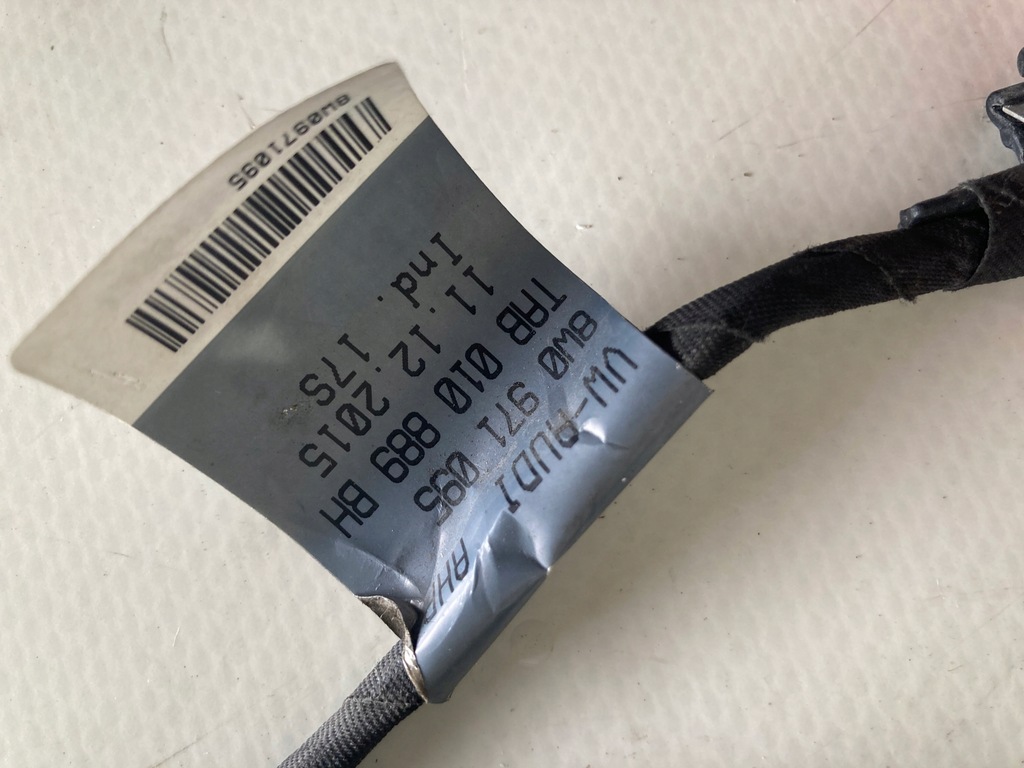 VW-AUDI
8W0 971 095
TAB 010 889 BH
11.12.2015
Ind. 17S
8W0971095